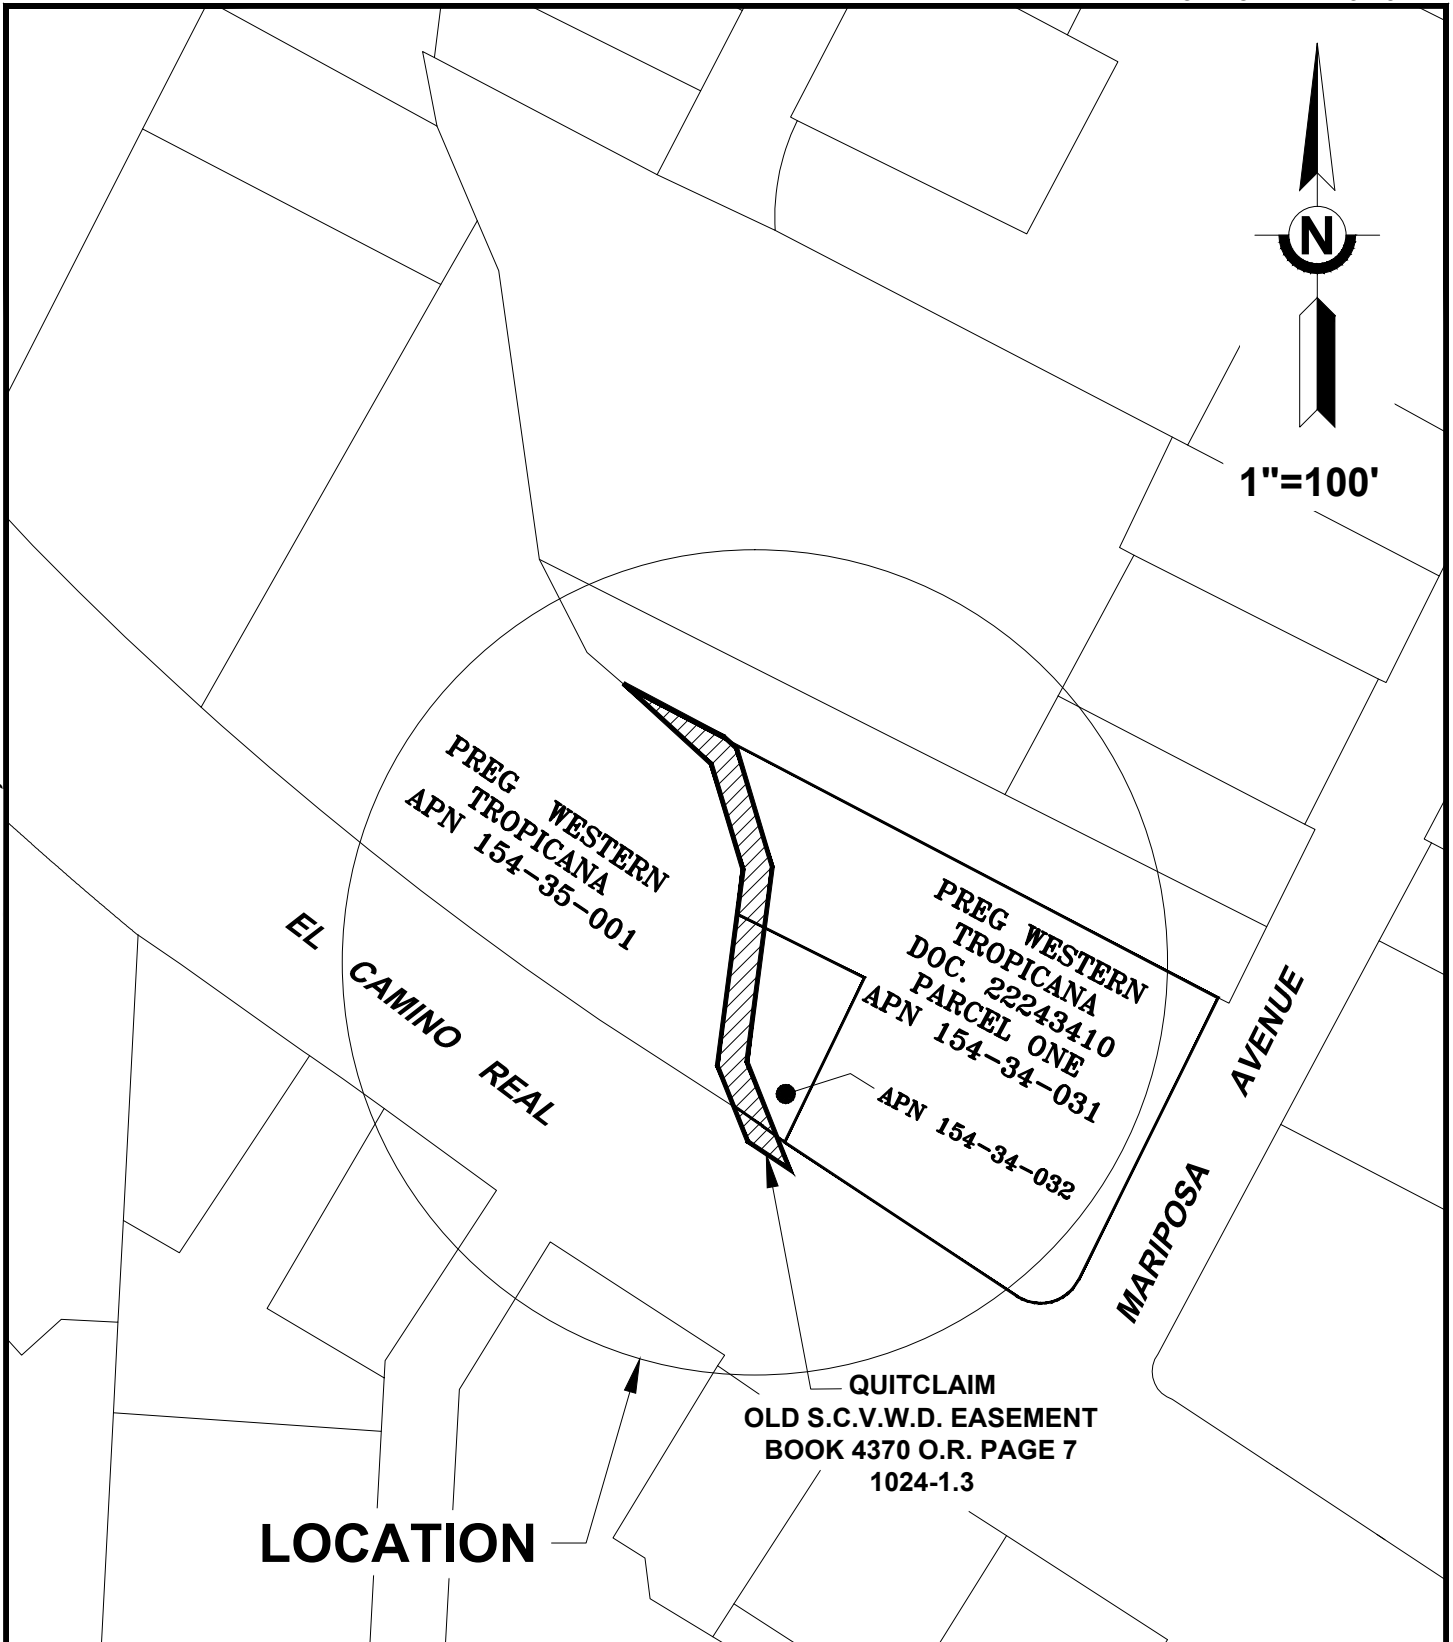 N
1"=100'
PREG WESTERN
TROPICANA
APN 154-35-001
PREG WESTERN
TROPICANA
DOC. 22243410
PARCEL ONE
APN 154-34-031
APN 154-34-032
EL CAMINO REAL
MARIPOSA AVENUE
QUITCLAIM
OLD S.C.V.W.D. EASEMENT
BOOK 4370 O.R. PAGE 7
1024-1.3
LOCATION